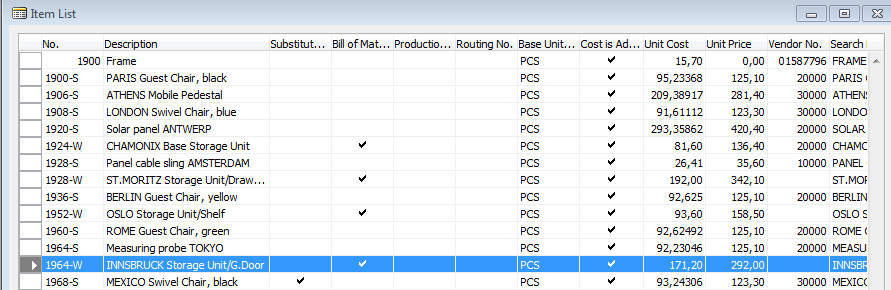 Item List
No. Description Substitut... Bill of Mat... Productio... Routing No. Base Unit... Cost is Ad... Unit Cost Unit Price Vendor No. Search
1900 Frame PCS 15,70 0,00 01587796 FRAME
1900-S PARIS Guest Chair, black PCS 95,23368 125,10 20000 PARIS
1906-S ATHENS Mobile Pedestal PCS 209,38917 281,40 30000 ATHEN
1908-S LONDON Swivel Chair, blue PCS 91,61112 123,30 30000 LONDO
1920-S Solar panel ANTWERP PCS 293,35862 420,40 20000 SOLAR
1924-W CHAMONIX Base Storage Unit PCS 81,60 136,40 20000 CHAMO
1928-S Panel cable sling AMSTERDAM PCS 26,41 35,60 10000 PANEL
1928-W ST.MORITZ Storage Unit/Draw... PCS 192,00 342,10 ST.MOR
1936-S BERLIN Guest Chair, yellow PCS 92,625 125,10 20000 BERLIN
1952-W OSLO Storage Unit/Shelf PCS 93,60 158,50 OSLO S
1960-S ROME Guest Chair, green PCS 92,62492 125,10 20000 ROME G
1964-S Measuring probe TOKYO PCS 92,23046 125,10 20000 MEASU
1964-W INNSBRUCK Storage Unit/G.Door PCS 171,20 292,00 INNSB
1968-S MEXICO Swivel Chair, black PCS 93,24306 123,30 30000 MEXIC